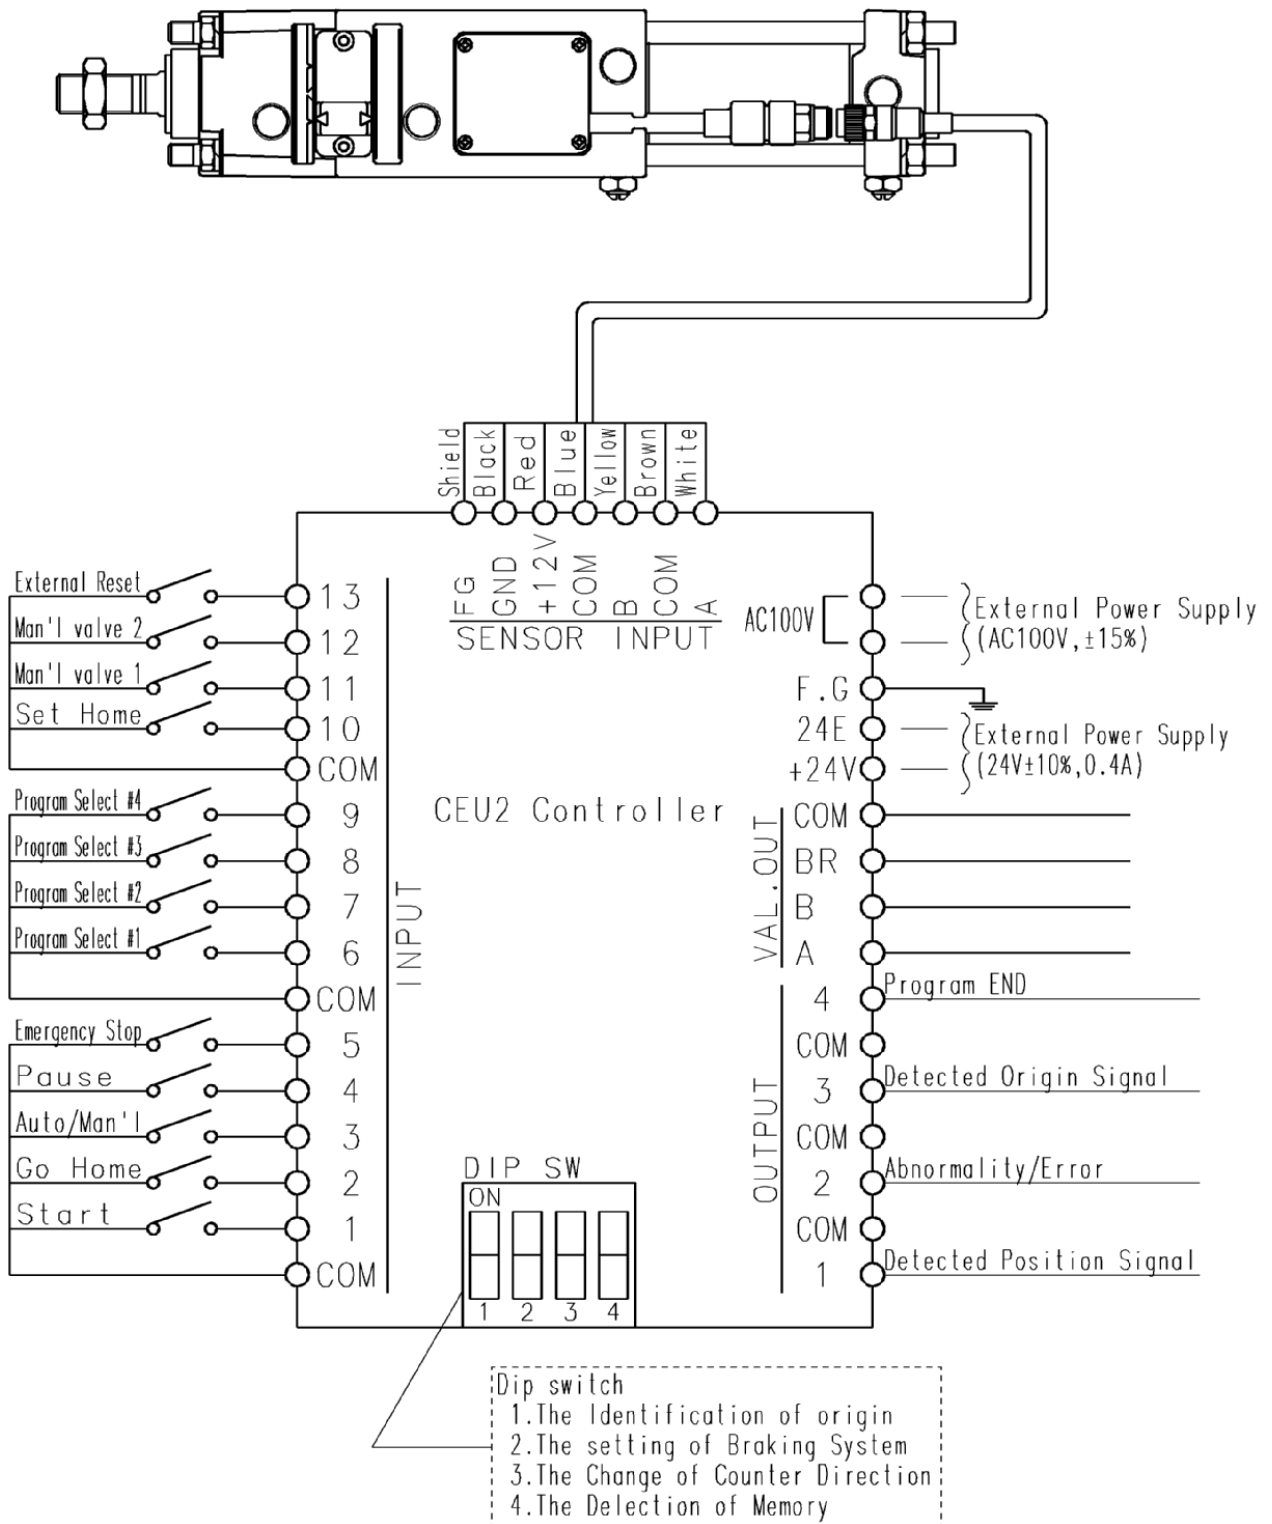 Shield
Black
Red
Blue
Yellow
Brown
White
FG
GND
+12V
COM
B
COM
A
SENSOR INPUT
External Reset
13
Man'l valve 2
12
Man'l valve 1
11
Set Home
10
COM
Program Select #4
9
Program Select #3
8
Program Select #2
7
Program Select #1
6
COM
Emergency Stop
5
Pause
4
Auto/Man'l
3
Go Home
2
Start
1
COM
INPUT
CEU2 Controller
AC100V
External Power Supply
(AC100V,±15%)
F.G
24E
+24V
External Power Supply
(24V±10%,0.4A)
VAL.OUT
COM
BR
B
A
OUTPUT
4
Program END
COM
3
Detected Origin Signal
COM
2
Abnormality/Error
COM
1
Detected Position Signal
DIP SW
ON
1 2 3 4
Dip switch
1.The Identification of origin
2.The setting of Braking System
3.The Change of Counter Direction
4.The Delection of Memory